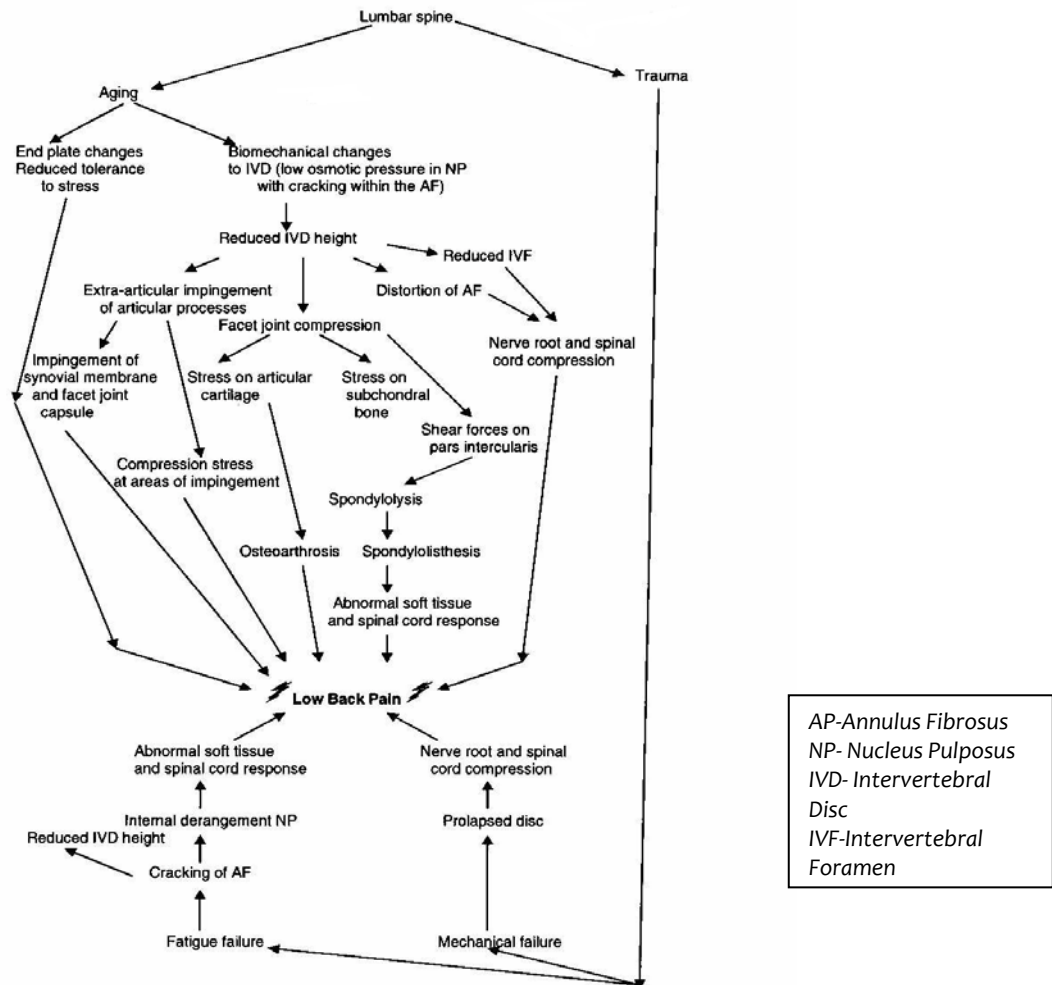 Lumbar spine
Trauma
Aging
End plate changes
Reduced tolerance
to stress
Biomechanical changes
to IVD (low osmotic pressure in NP
with cracking within the AF)
Reduced IVD height
Reduced IVF
Extra-articular impingement
of articular processes
Distortion of AF
Facet joint compression
Nerve root and spinal
cord compression
Impingement of
synovial membrane
and facet joint
capsule
Stress on articular
cartilage
Stress on
subchondral
bone
Shear forces on
pars intercularis
Compression stress
at areas of impingement
Spondylolysis
Osteoarthrosis
Spondylolisthesis
Abnormal soft tissue
and spinal cord response
Low Back Pain
Abnormal soft tissue
and spinal cord response
Nerve root and spinal
cord compression
Internal derangement NP
Prolapsed disc
Reduced IVD height
Cracking of AF
Fatigue failure
Mechanical failure
AP-Annulus Fibrosus
NP- Nucleus Pulposus
IVD- Intervertebral
Disc
IVF-Intervertebral
Foramen